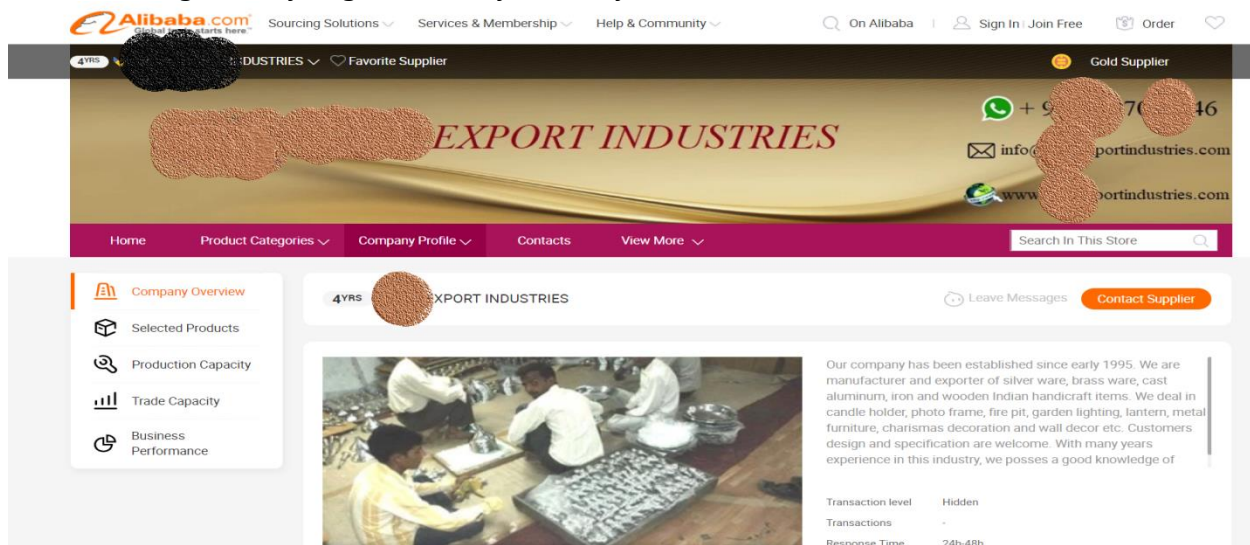 Alibaba.com
Sourcing Solutions Services & Membership Help & Community On Alibaba Sign In Join Free Order
Global starts here.
4YRS DUSTRIES Favorite Supplier Gold Supplier
EXPORT INDUSTRIES
+ 9 7 46
info portindustries.com
www portindustries.com
Home Product Categories Company Profile Contacts View More Search In This Store
Company Overview
Selected Products
Production Capacity
Trade Capacity
Business
Performance
4YRS XPORT INDUSTRIES Leave Messages Contact Supplier
Our company has been established since early 1995. We are
manufacturer and exporter of silver ware, brass ware, cast
aluminum, iron and wooden Indian handicraft items. We deal in
candle holder, photo frame, fire pit, garden lighting, lantern, metal
furniture, charismas decoration and wall decor etc. Customers
design and specification are welcome. With many years
experience in this industry, we posses a good knowledge of
Transaction level Hidden
Transactions -
Response Time 24h-48h